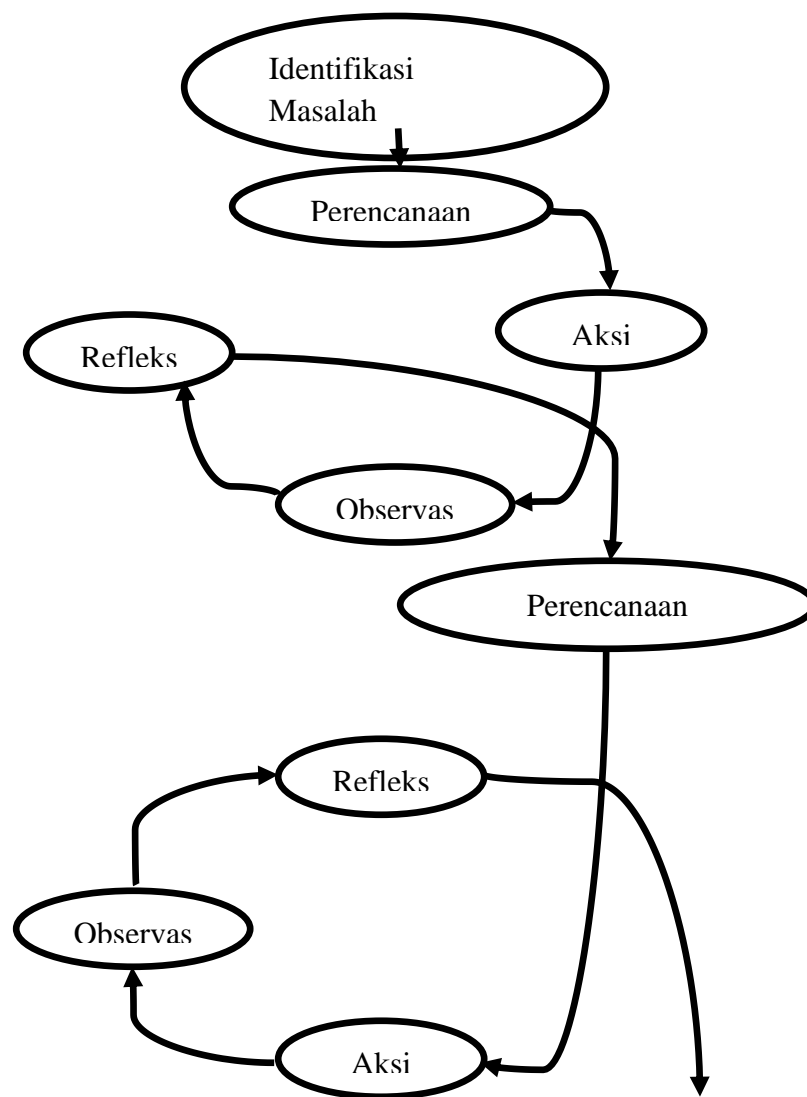 Identifikasi
Masalah
Perencanaan
Aksi
Refleks
Observas
Perencanaan
Refleks
Observas
Aksi